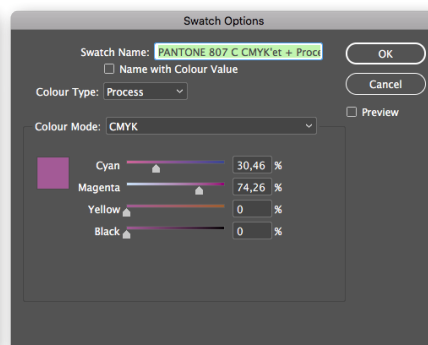 Swatch Options
Swatch Name: PANTONE 807 C CMYK'et + Proce
OK
Name with Colour Value
Cancel
Colour Type: Process
Preview
Colour Mode: CMYK
Cyan 30,46 %
Magenta 74,26 %
Yellow 0 %
Black 0 %